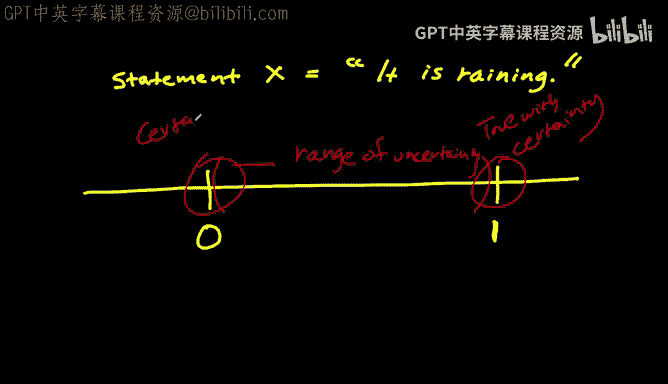 GPT中英字幕课程资源@bilibili.com
GPT中英字幕课程资源 bilibili
Statement X = "It is raining."
True with
certainty
Certa
range of uncertainty
0
1